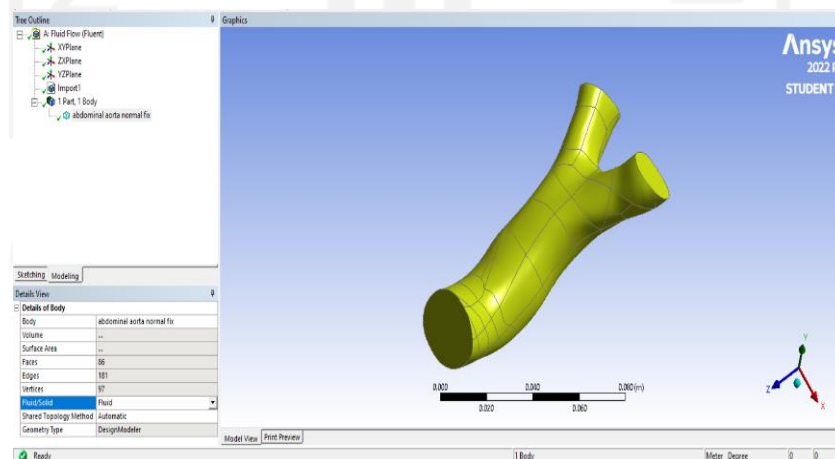 Tree Outline
Graphics
A: Fluid Flow (Fluent)
XYPlane
ZXPlane
YZPlane
Import1
1 Part, 1 Body
abdominal aorta normal fix
Ansys
2022
STUDENT
Sketching Modeling
Details View
Details of Body
Body abdominal aorta normal fix
Volume ...
Surface Area ...
Faces 86
Edges 181
Vertices 97
Fluid/Solid Fluid
Shared Topology Method Automatic
Geometry Type DesignModeler
0.000 0.040 0.080 (m)
0.020 0.060
Y
Z
X
Model View Print Preview
Ready 1 Body Meter Degree 0 0